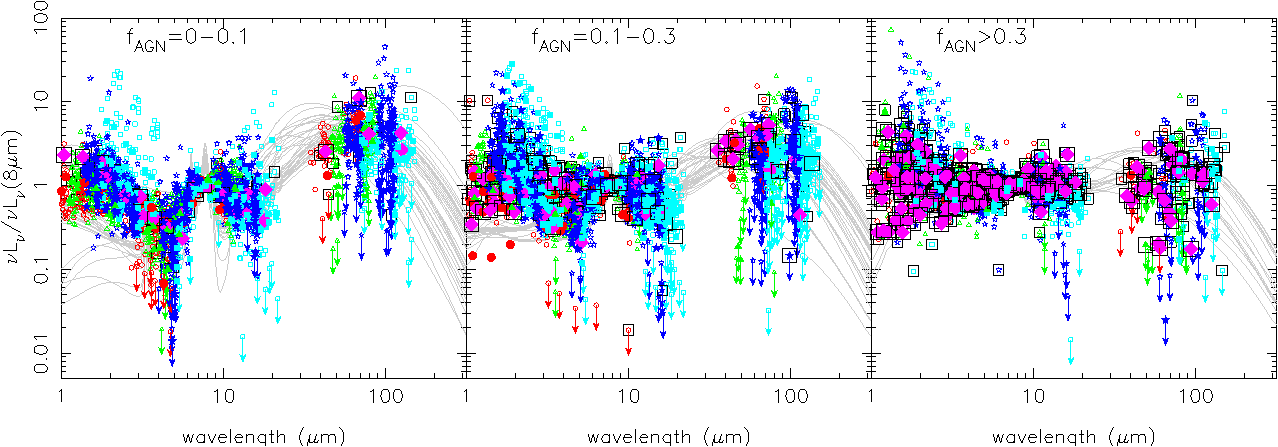 f_AGN=0−0.1
f_AGN=0.1−0.3
f_AGN>0.3
νL_ν/νL_ν(8μm)
100
10
1
0.1
0.01
1 10 100
1 10 100
1 10 100
wavelength (μm)
wavelength (μm)
wavelength (μm)